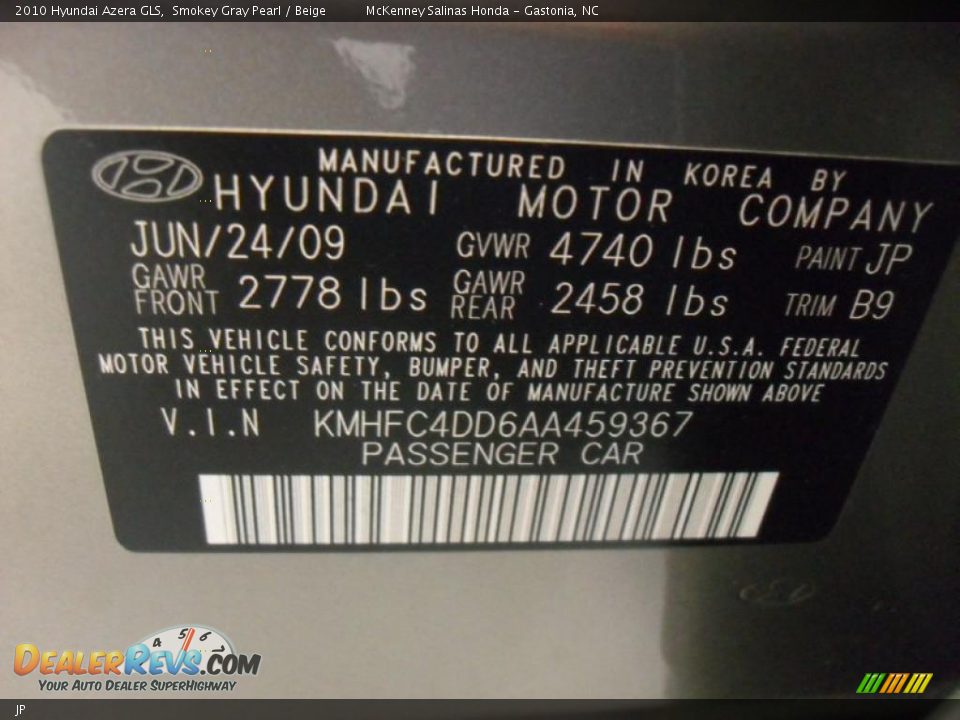 2010 Hyundai Azera GLS, Smokey Gray Pearl / Beige McKenney Salinas Honda - Gastonia, NC
MANUFACTURED IN KOREA BY
HYUNDAI MOTOR COMPANY
JUN/24/09 GVWR 4740 lbs PAINT JP
GAWR FRONT 2778 lbs GAWR REAR 2458 lbs TRIM B9
THIS VEHICLE CONFORMS TO ALL APPLICABLE U.S.A. FEDERAL
MOTOR VEHICLE SAFETY, BUMPER, AND THEFT PREVENTION STANDARDS
IN EFFECT ON THE DATE OF MANUFACTURE SHOWN ABOVE
V.I.N KMHFC4DD6AA459367
PASSENGER CAR
4 5 6
DEALERREVS.COM
YOUR AUTO DEALER SUPERHIGHWAY
JP